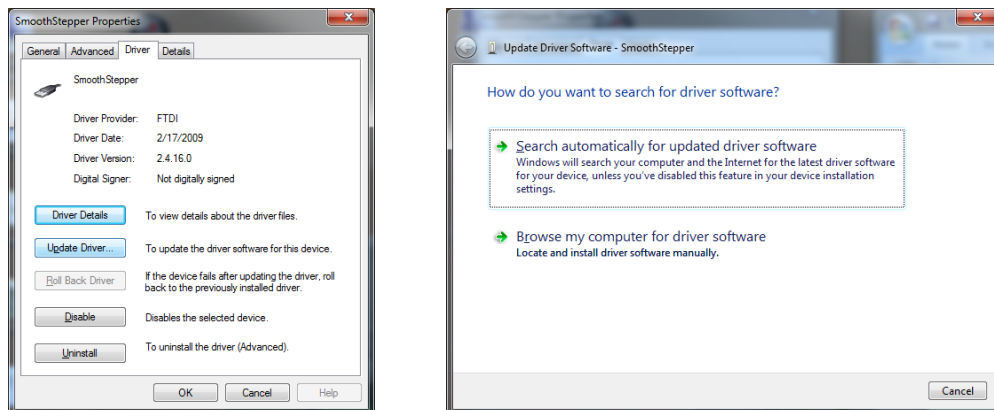 SmoothStepper Properties
General Advanced Driver Details
SmoothStepper
Driver Provider: FTDI
Driver Date: 2/17/2009
Driver Version: 2.4.16.0
Digital Signer: Not digitally signed
Driver Details To view details about the driver files.
Update Driver... To update the driver software for this device.
Roll Back Driver If the device fails after updating the driver, roll
back to the previously installed driver.
Disable Disables the selected device.
Uninstall To uninstall the driver (Advanced).
OK Cancel Help
Update Driver Software - SmoothStepper
How do you want to search for driver software?
Search automatically for updated driver software
Windows will search your computer and the Internet for the latest driver software
for your device, unless you've disabled this feature in your device installation
settings.
Browse my computer for driver software
Locate and install driver software manually.
Cancel